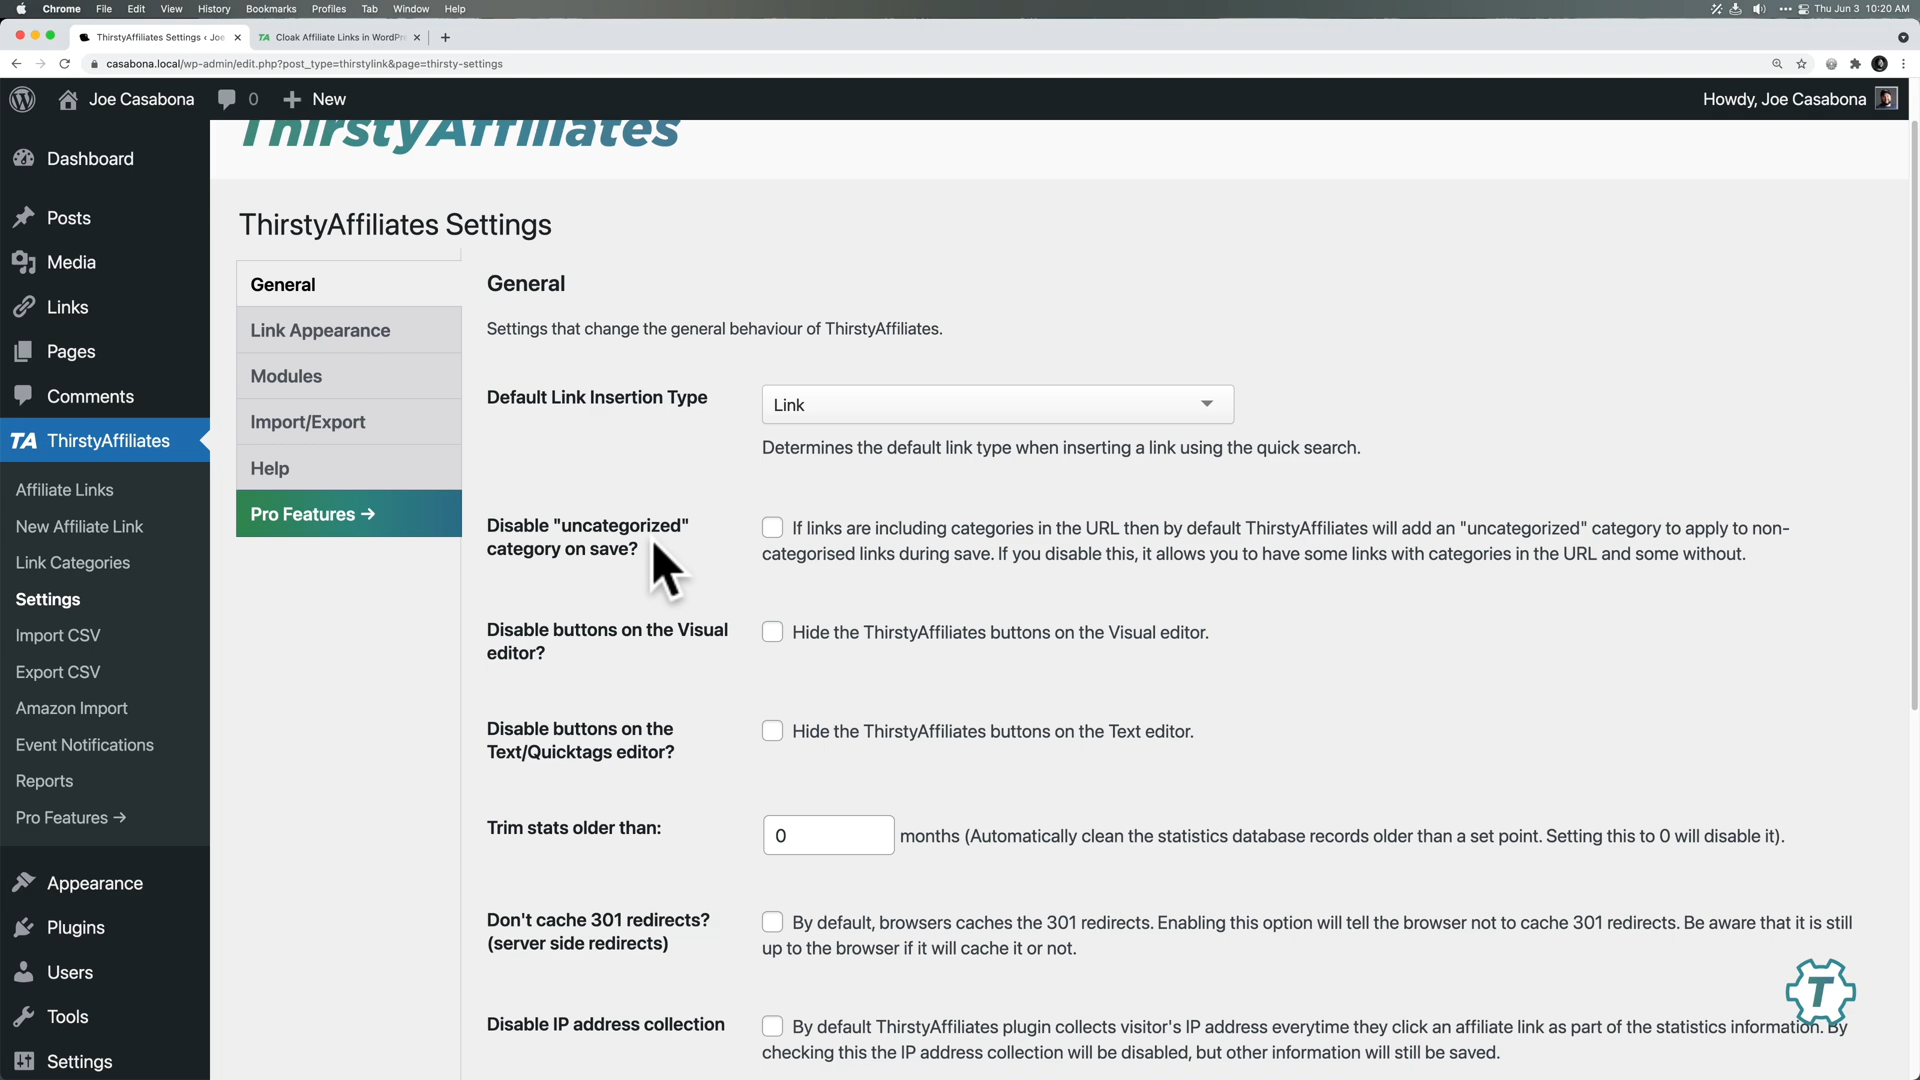 Chrome File Edit View History Bookmarks Profiles Tab Window Help
Thu Jun 3 10:20 AM
ThirstyAffiliates Settings ‹ Joe
TA Cloak Affiliate Links in WordPr
casabona.local/wp-admin/edit.php?post_type=thirstylink&page=thirsty-settings
Joe Casabona 0 New
Howdy, Joe Casabona
ThirstyAffiliates
Dashboard
Posts
Media
Links
Pages
Comments
TA ThirstyAffiliates
Affiliate Links
New Affiliate Link
Link Categories
Settings
Import CSV
Export CSV
Amazon Import
Event Notifications
Reports
Pro Features →
Appearance
Plugins
Users
Tools
Settings
ThirstyAffiliates Settings
General
Link Appearance
Modules
Import/Export
Help
Pro Features →
General
Settings that change the general behaviour of ThirstyAffiliates.
Default Link Insertion Type
Link
Determines the default link type when inserting a link using the quick search.
Disable "uncategorized"
category on save?
If links are including categories in the URL then by default ThirstyAffiliates will add an "uncategorized" category to apply to non-
categorised links during save. If you disable this, it allows you to have some links with categories in the URL and some without.
Disable buttons on the Visual
editor?
Hide the ThirstyAffiliates buttons on the Visual editor.
Disable buttons on the
Text/Quicktags editor?
Hide the ThirstyAffiliates buttons on the Text editor.
Trim stats older than:
0 months (Automatically clean the statistics database records older than a set point. Setting this to 0 will disable it).
Don't cache 301 redirects?
(server side redirects)
By default, browsers caches the 301 redirects. Enabling this option will tell the browser not to cache 301 redirects. Be aware that it is still
up to the browser if it will cache it or not.
Disable IP address collection
By default ThirstyAffiliates plugin collects visitor's IP address everytime they click an affiliate link as part of the statistics information. By
checking this the IP address collection will be disabled, but other information will still be saved.
T